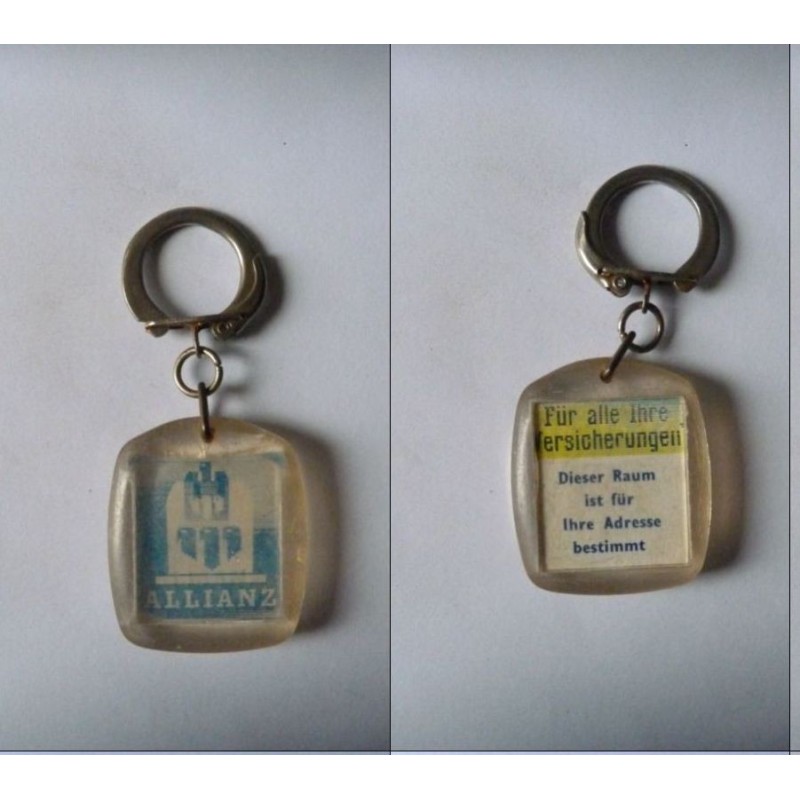 ALLIANZ
Für alle Ihre
Versicherungen
Dieser Raum
ist für
Ihre Adresse
bestimmt